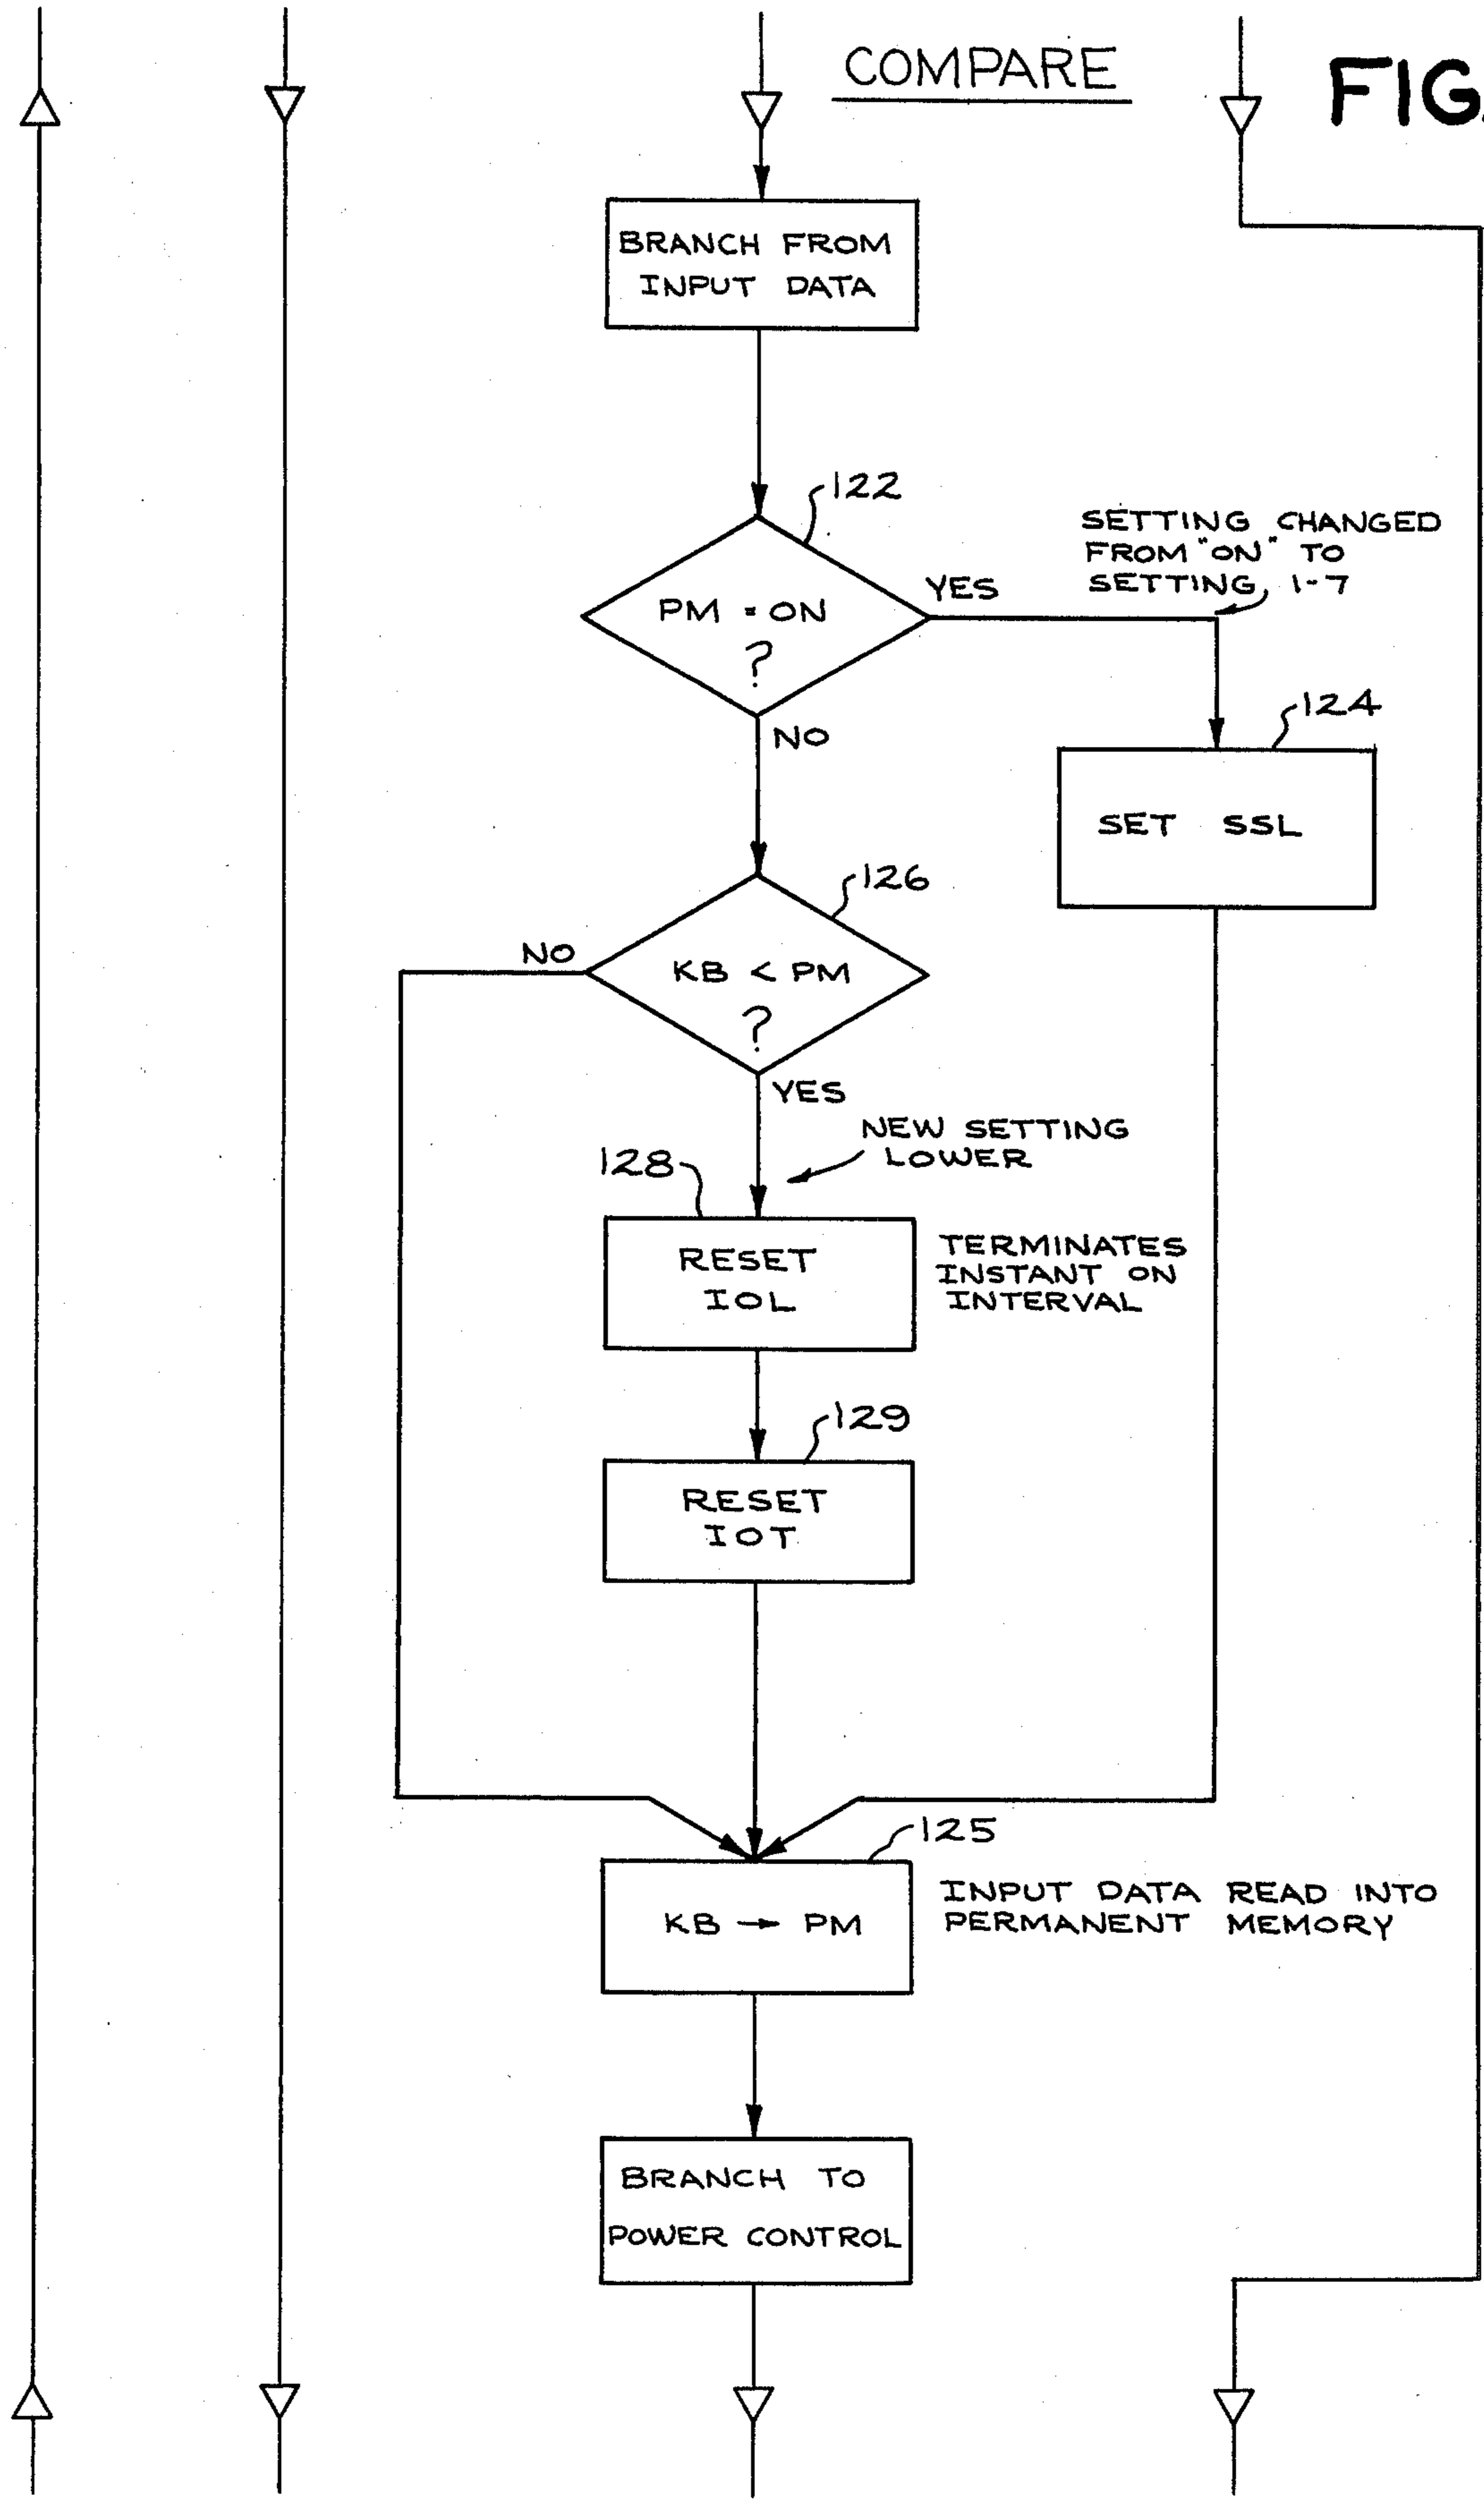 COMPARE
FIG.
BRANCH FROM
INPUT DATA
122
SETTING CHANGED
FROM "ON" TO
SETTING 1-7
YES
PM = ON
?
NO
124
SET SSL
126
NO
KB < PM
?
YES
NEW SETTING
LOWER
128
RESET
IOL
TERMINATES
INSTANT ON
INTERVAL
129
RESET
IOT
125
KB → PM
INPUT DATA READ INTO
PERMANENT MEMORY
BRANCH TO
POWER CONTROL